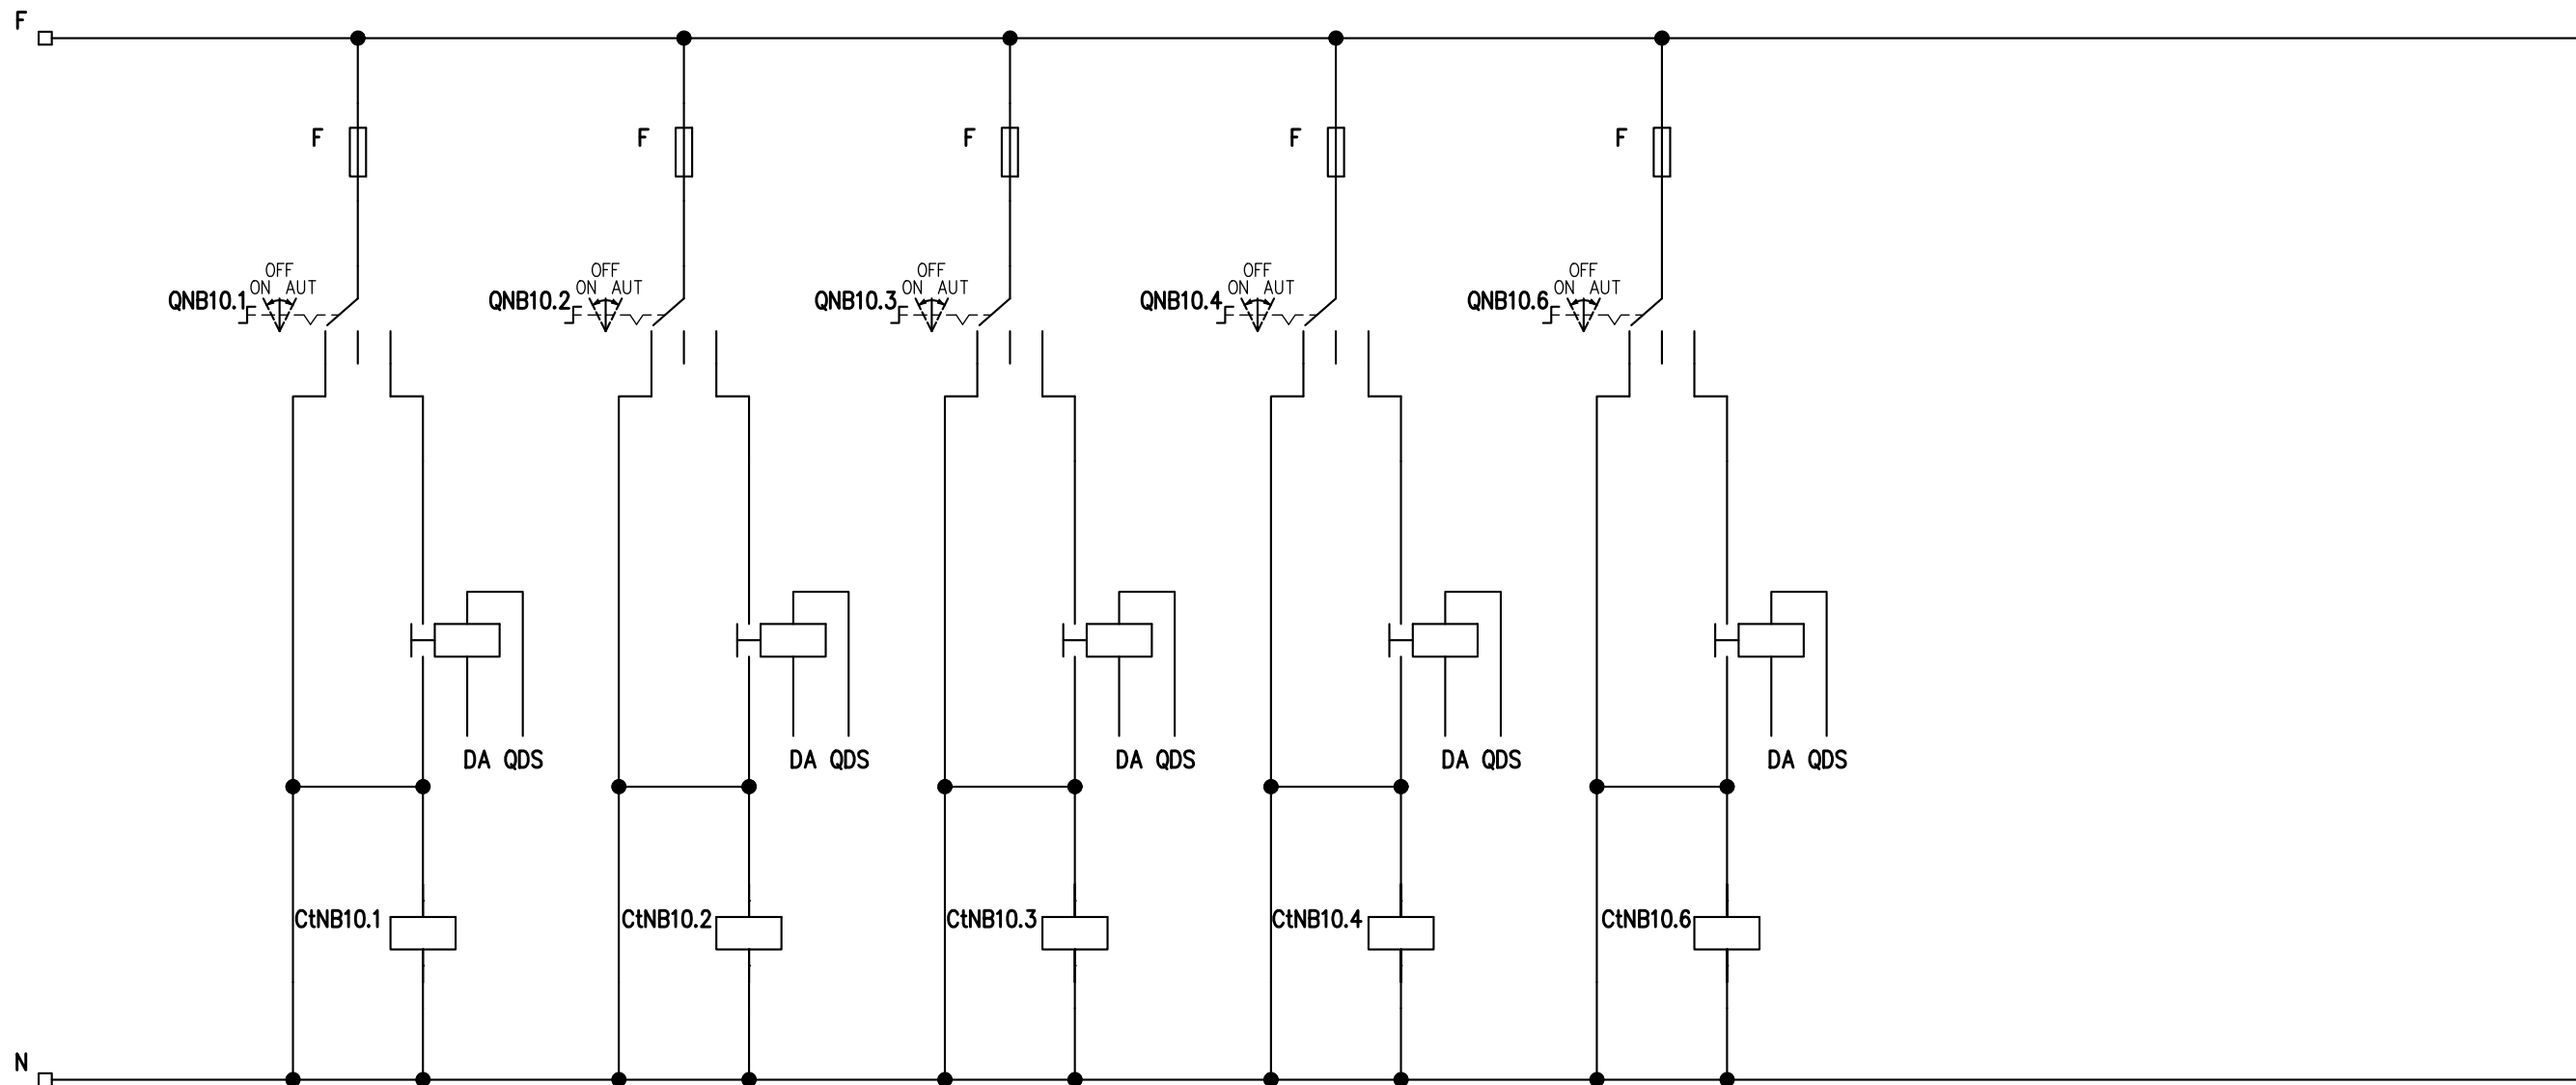 F
F F F F F
OFF OFF OFF OFF OFF
ON AUT ON AUT ON AUT ON AUT ON AUT
QNB10.1 QNB10.2 QNB10.3 QNB10.4 QNB10.6
DA QDS DA QDS DA QDS DA QDS DA QDS
CtNB10.1 CtNB10.2 CtNB10.3 CtNB10.4 CtNB10.6
N